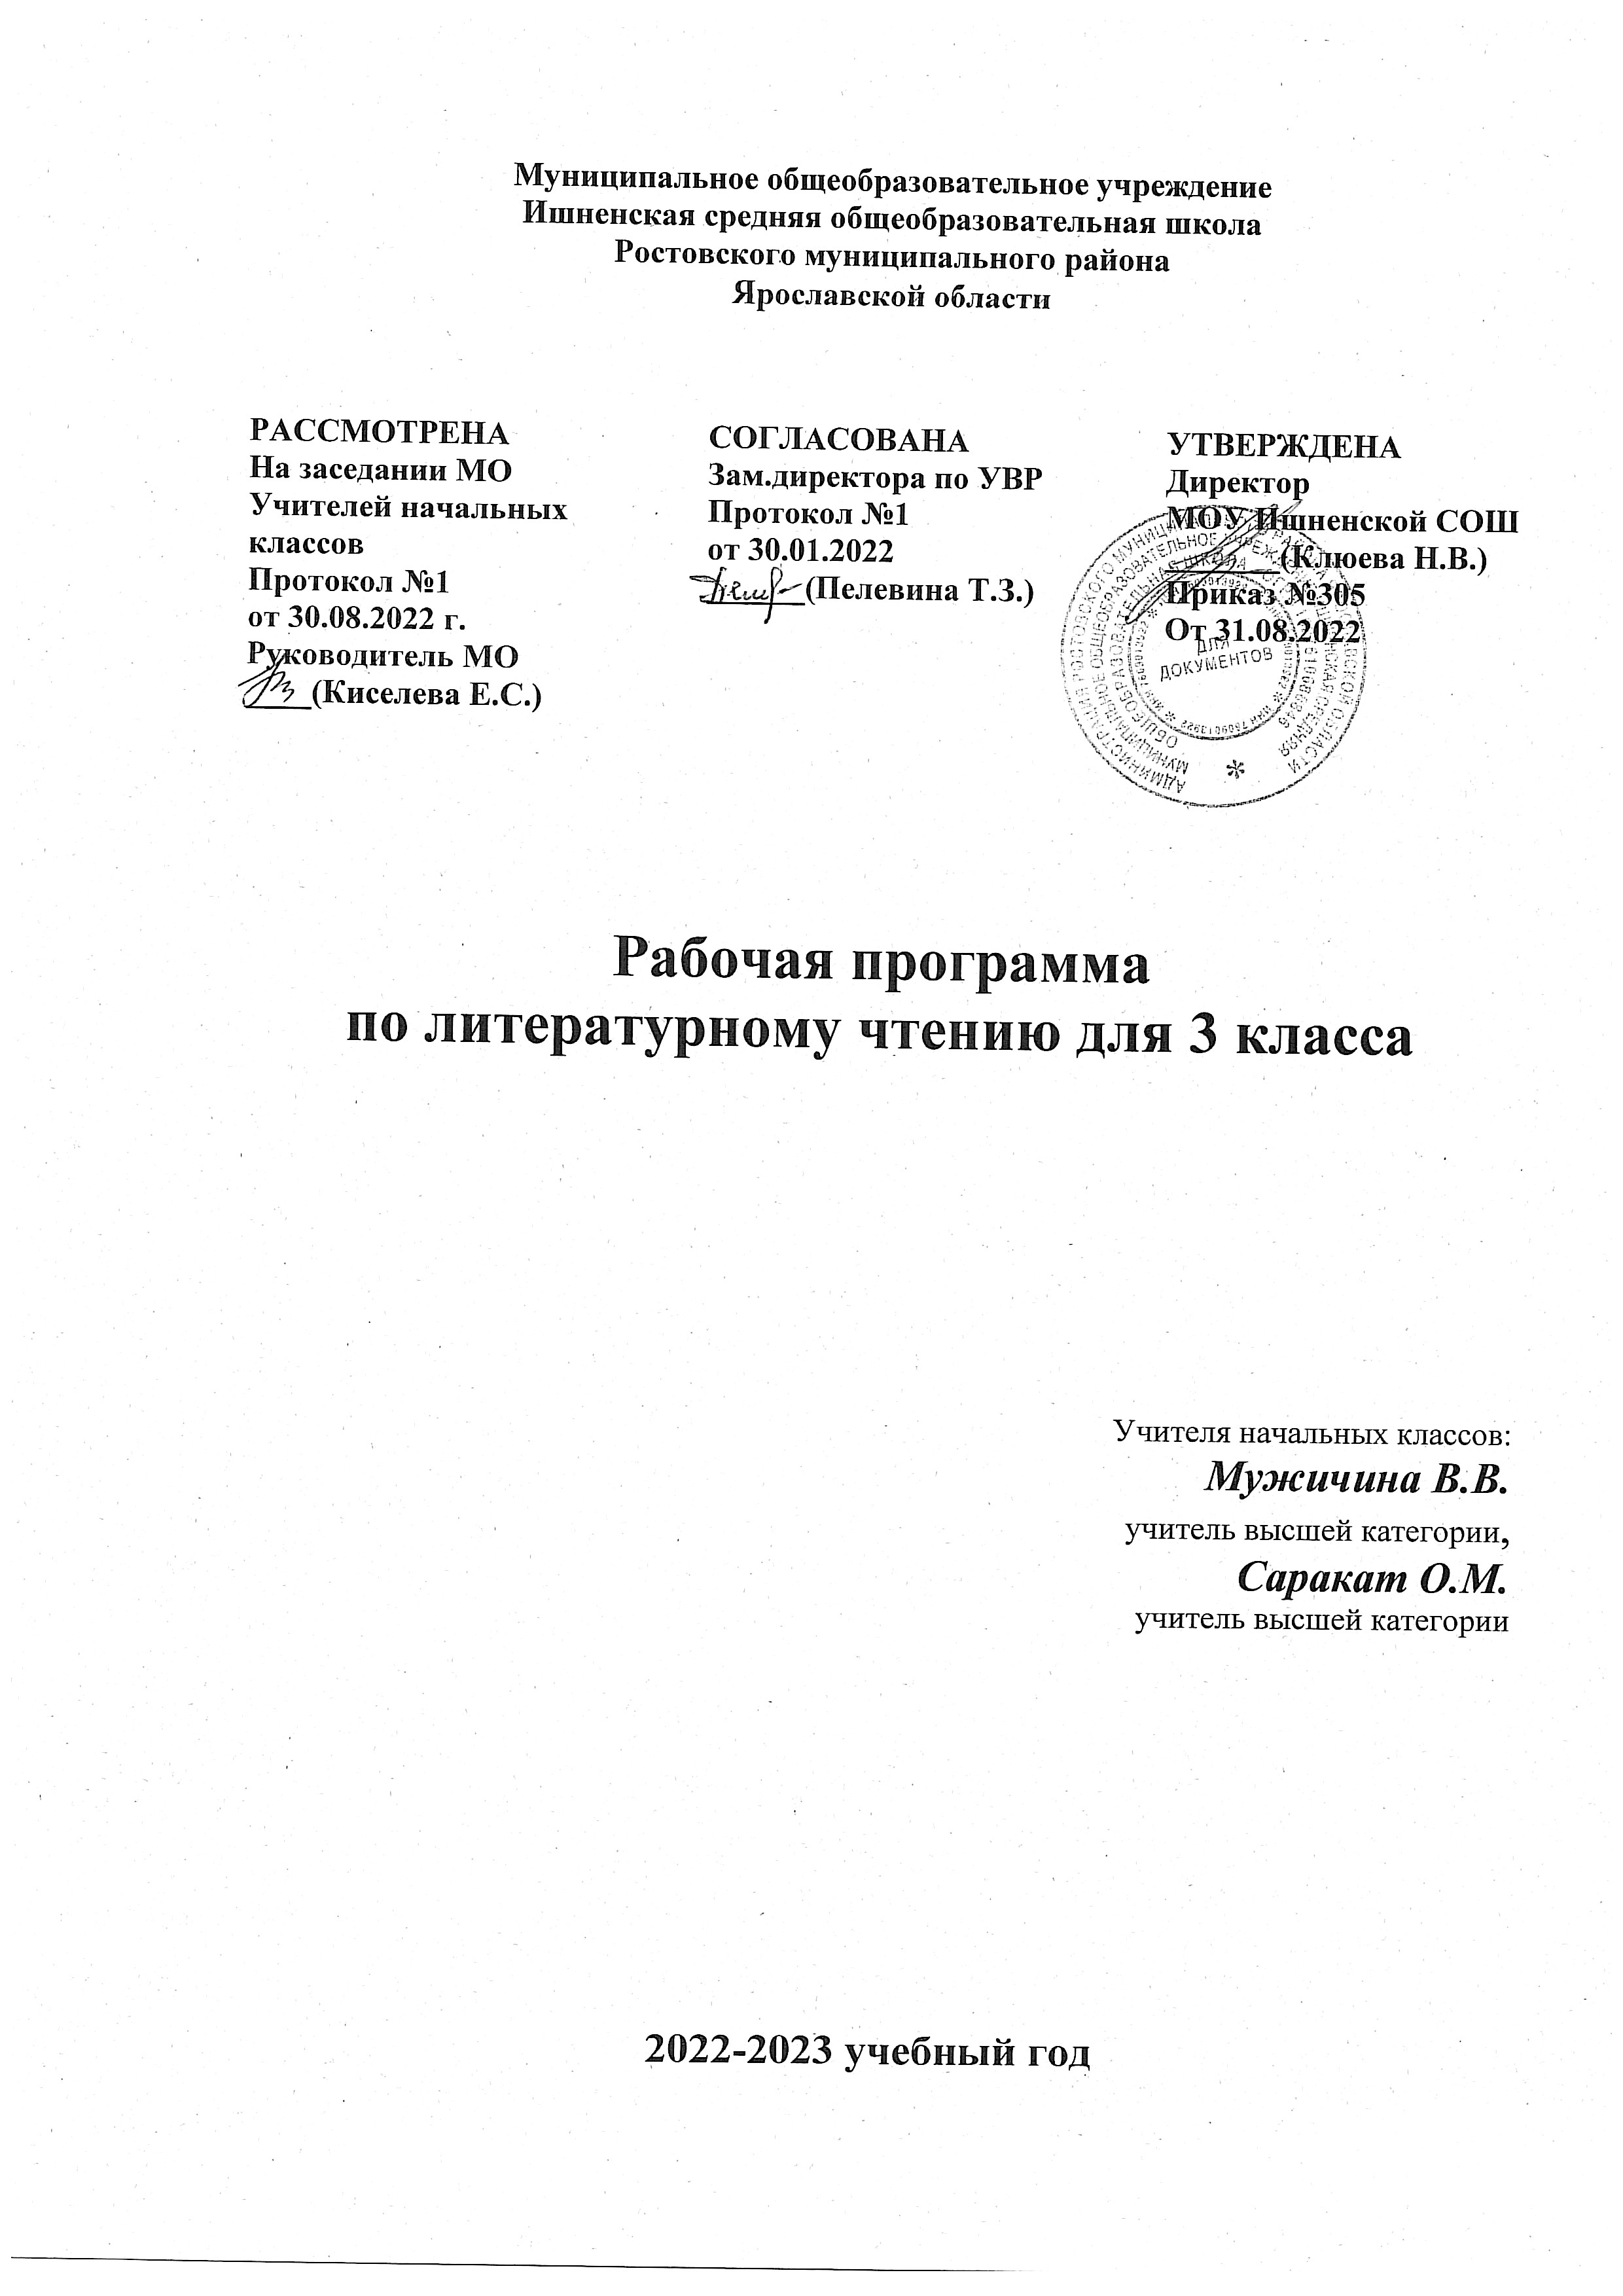 Муниципальное общеобразовательное учреждение
Ишненская средняя общеобразовательная школа
Ростовского муниципального района
Ярославской области
РАССМОТРЕНА
На заседании МО
Учителей начальных
классов
Протокол №1
от 30.08.2022 г.
Руководитель МО
____(Киселева Е.С.)
СОГЛАСОВАНА
Зам.директора по УВР
Протокол №1
от 30.01.2022
______(Пелевина Т.З.)
УТВЕРЖДЕНА
Директор
МОУ Ишненской СОШ
_______(Клюева Н.В.)
Приказ №305
От 31.08.2022
ДЛЯ
ДОКУМЕНТОВ
Рабочая программа
по литературному чтению для 3 класса
Учителя начальных классов:
Мужичина В.В.
учитель высшей категории,
Саракат О.М.
учитель высшей категории
2022-2023 учебный год